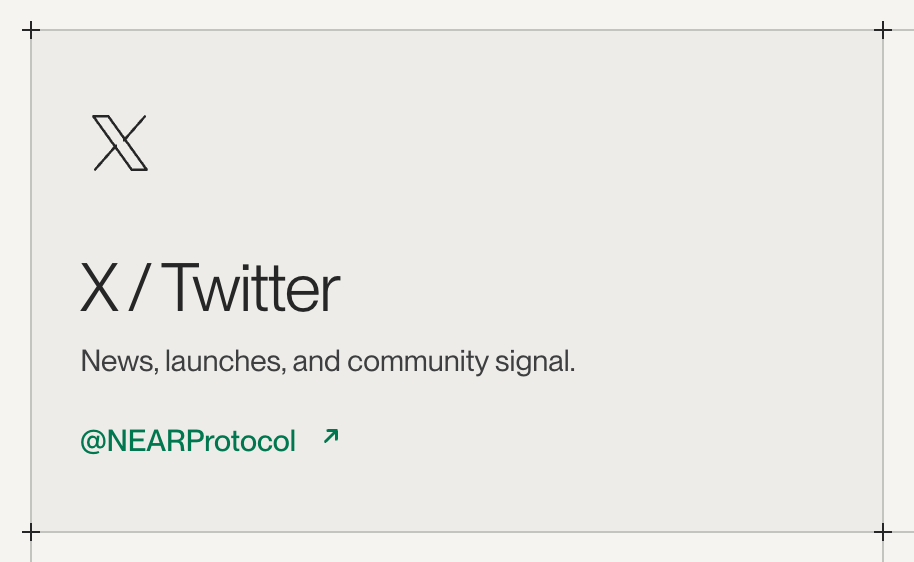 X / Twitter
News, launches, and community signal.
@NEARProtocol